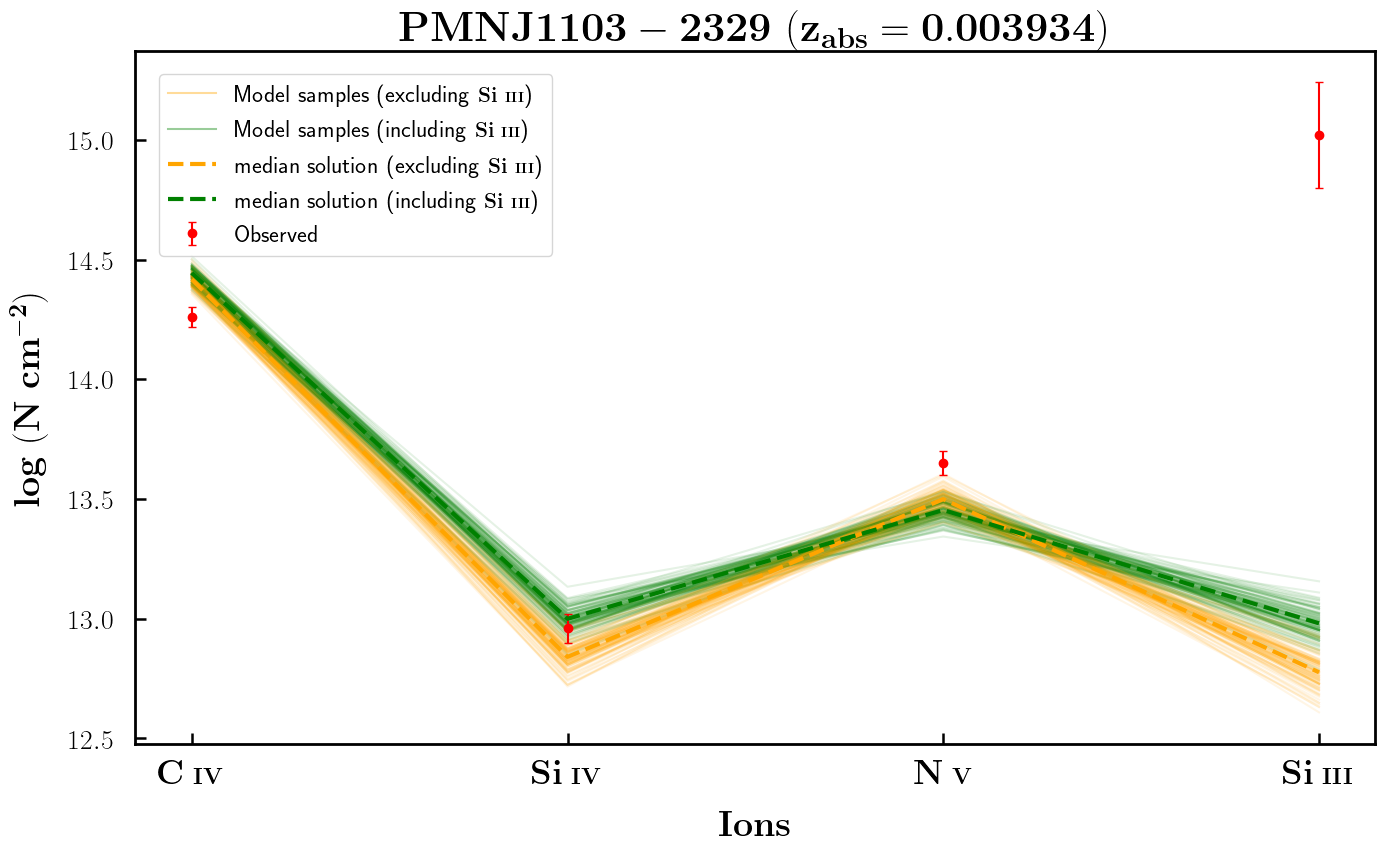 PMNJ1103 − 2329 (z_abs = 0.003934)
Model samples (excluding Si III)
Model samples (including Si III)
median solution (excluding Si III)
median solution (including Si III)
Observed
log (N cm⁻²)
15.0
14.5
14.0
13.5
13.0
12.5
C IV
Si IV
N V
Si III
Ions